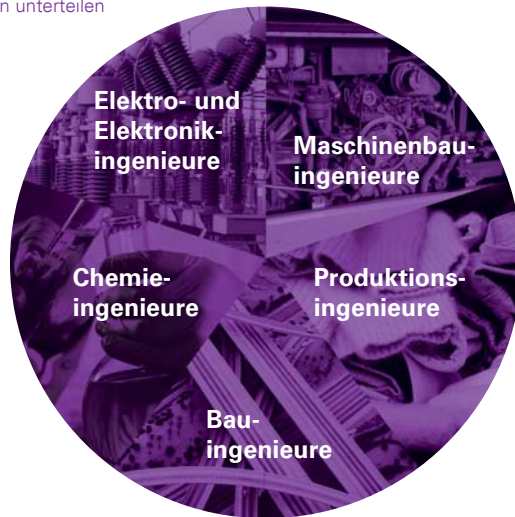 n unterteilen
Elektro- und
Elektronik-
ingenieure
Maschinenbau-
ingenieure
Chemie-
ingenieure
Produktions-
ingenieure
Bau-
ingenieure